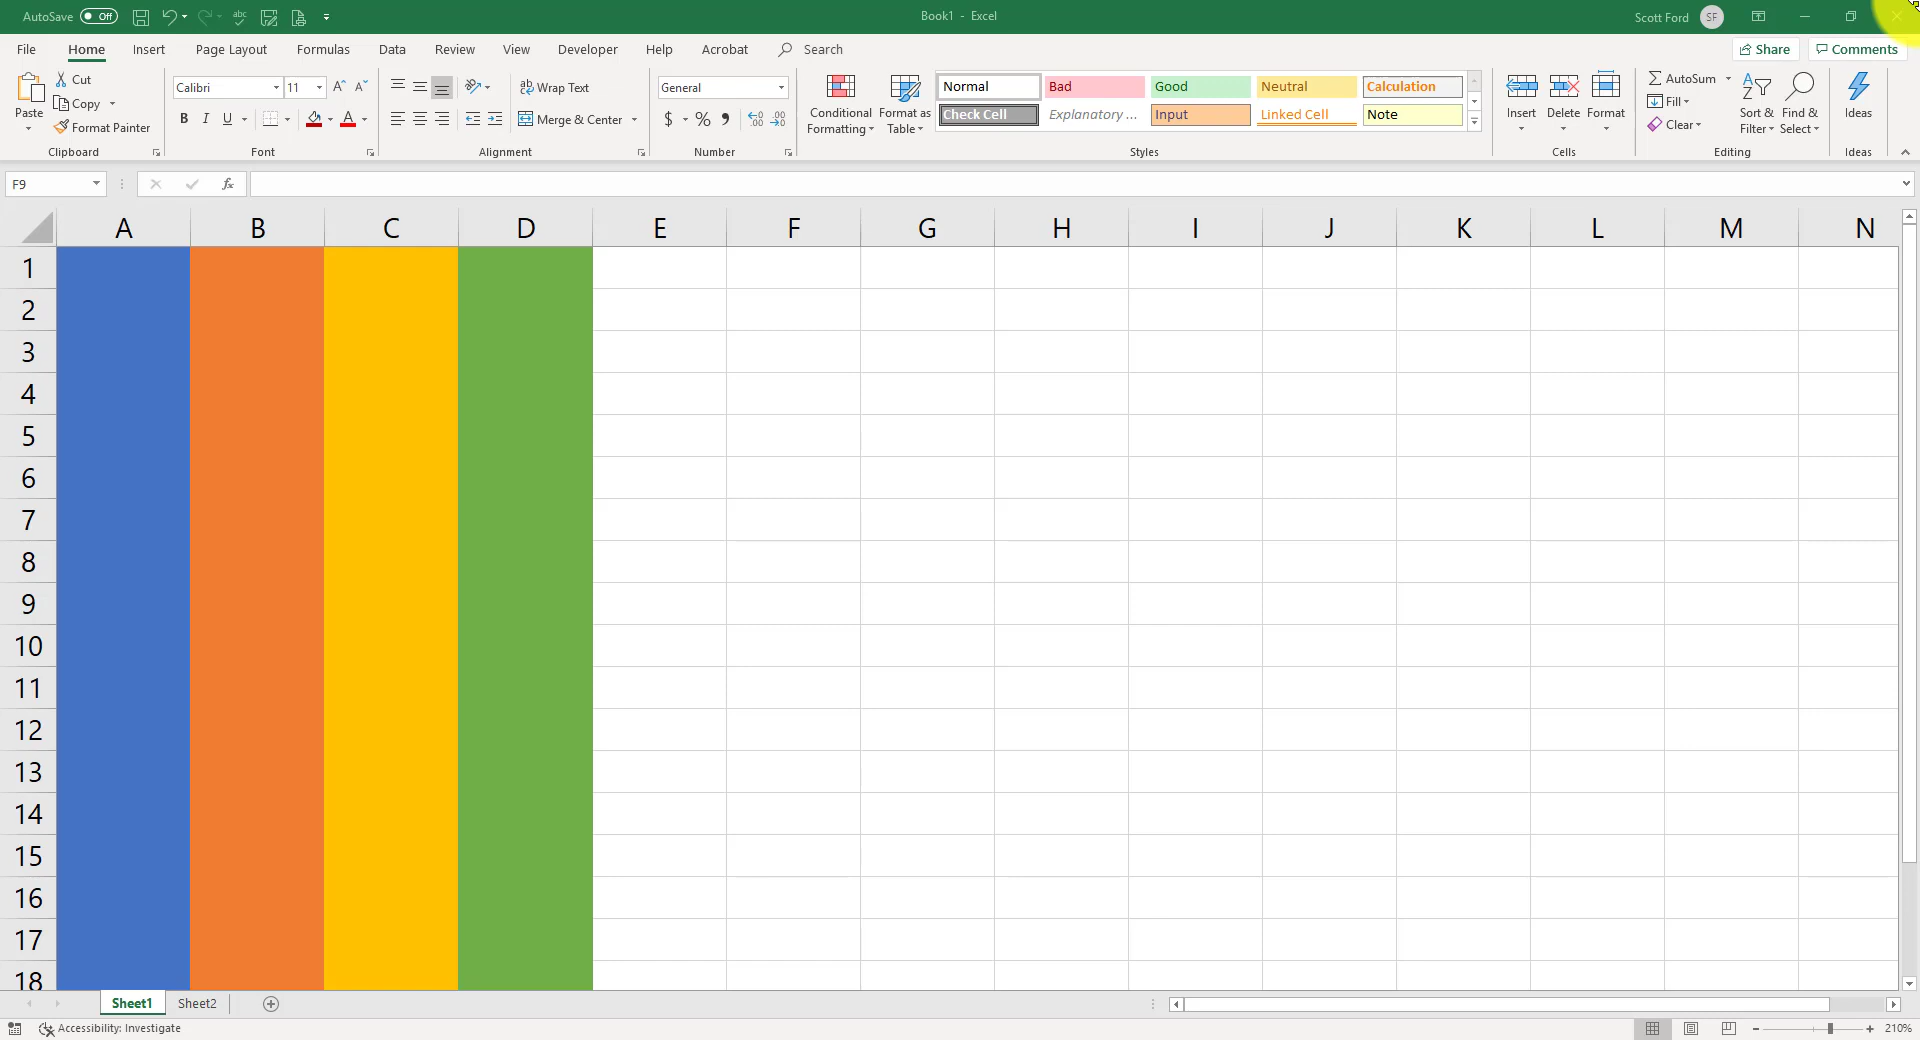 AutoSave Off Book1 - Excel Scott Ford SF
File Home Insert Page Layout Formulas Data Review View Developer Help Acrobat Search Share Comments
Paste
Cut
Copy
Format Painter
Clipboard
Calibri 11
B I U
Font
Wrap Text
Merge & Center
Alignment
General
$ % 9
Number
Conditional Formatting
Format as Table
Normal Bad Good Neutral Calculation
Check Cell Explanatory ... Input Linked Cell Note
Styles
Insert Delete Format
Cells
AutoSum
Fill
Clear
Sort & Filter
Find & Select
Editing
Ideas
Ideas
F9 fx
A B C D E F G H I J K L M N
1
2
3
4
5
6
7
8
9
10
11
12
13
14
15
16
17
18
Sheet1 Sheet2
Accessibility: Investigate 210%